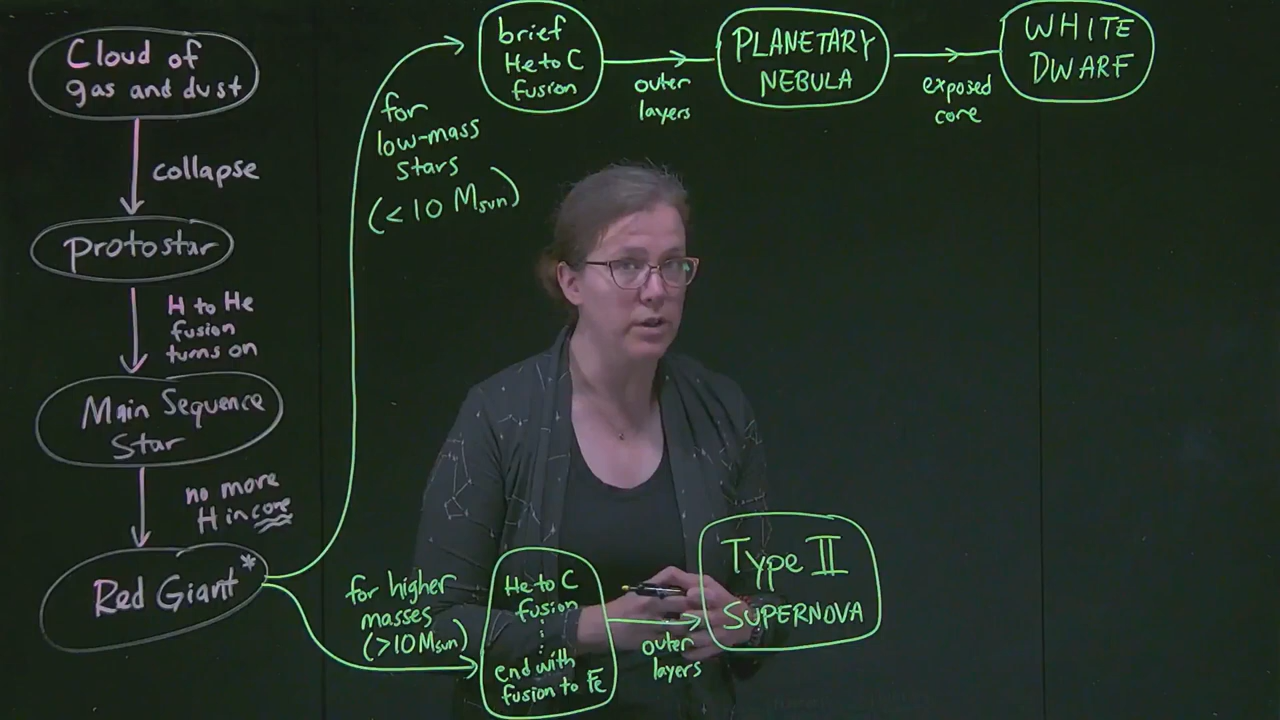 Cloud of
gas and dust
collapse
Protostar
H to He
fusion
turns on
Main Sequence
Star
no more
H in core
Red Giant*
for
low-mass
stars
(< 10 Msun)
brief
He to C
fusion
outer
layers
PLANETARY
NEBULA
exposed
core
WHITE
DWARF
for higher
masses
(>10 Msun)
He to C
fusion
end with
fusion to Fe
outer
layers
Type II
SUPERNOVA